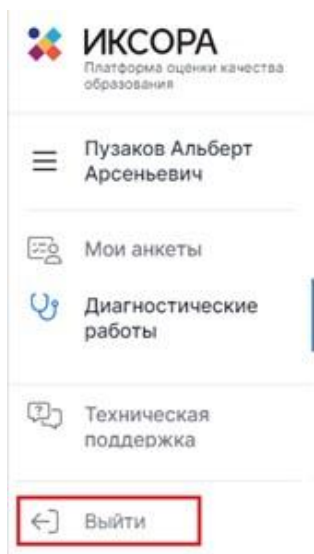 ИКСОРА
Платформа оценки качества
образования
Пузаков Альберт
Арсеньевич
Мои анкеты
Диагностические
работы
Техническая
поддержка
Выйти